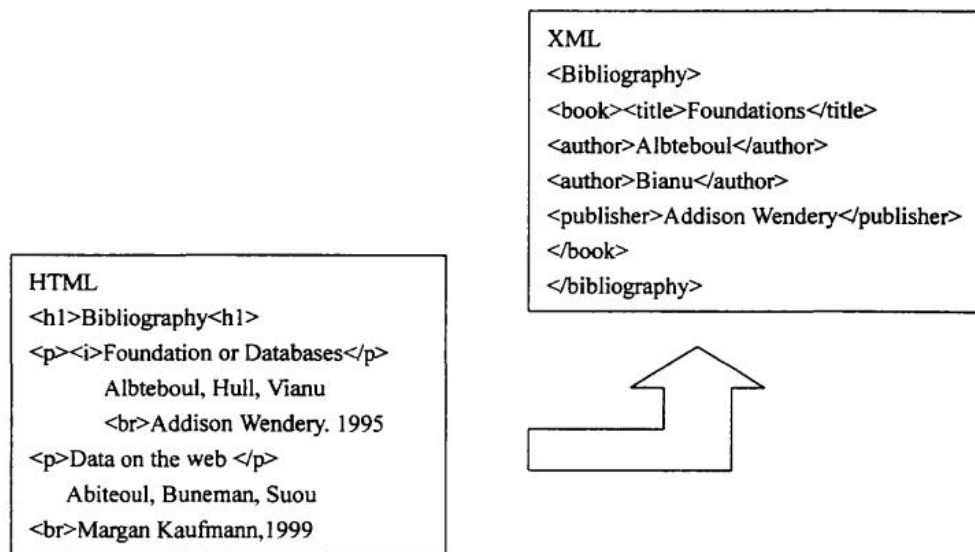 XML
<Bibliography>
<book><title>Foundations</title>
<author>Albteboul</author>
<author>Bianu</author>
<publisher>Addison Wendery</publisher>
</book>
</bibliography>
HTML
<h1>Bibliography<h1>
<p><i>Foundation or Databases</p>
Albteboul, Hull, Vianu
<br>Addison Wendery. 1995
<p>Data on the web </p>
Abiteoul, Buneman, Suou
<br>Margan Kaufmann,1999